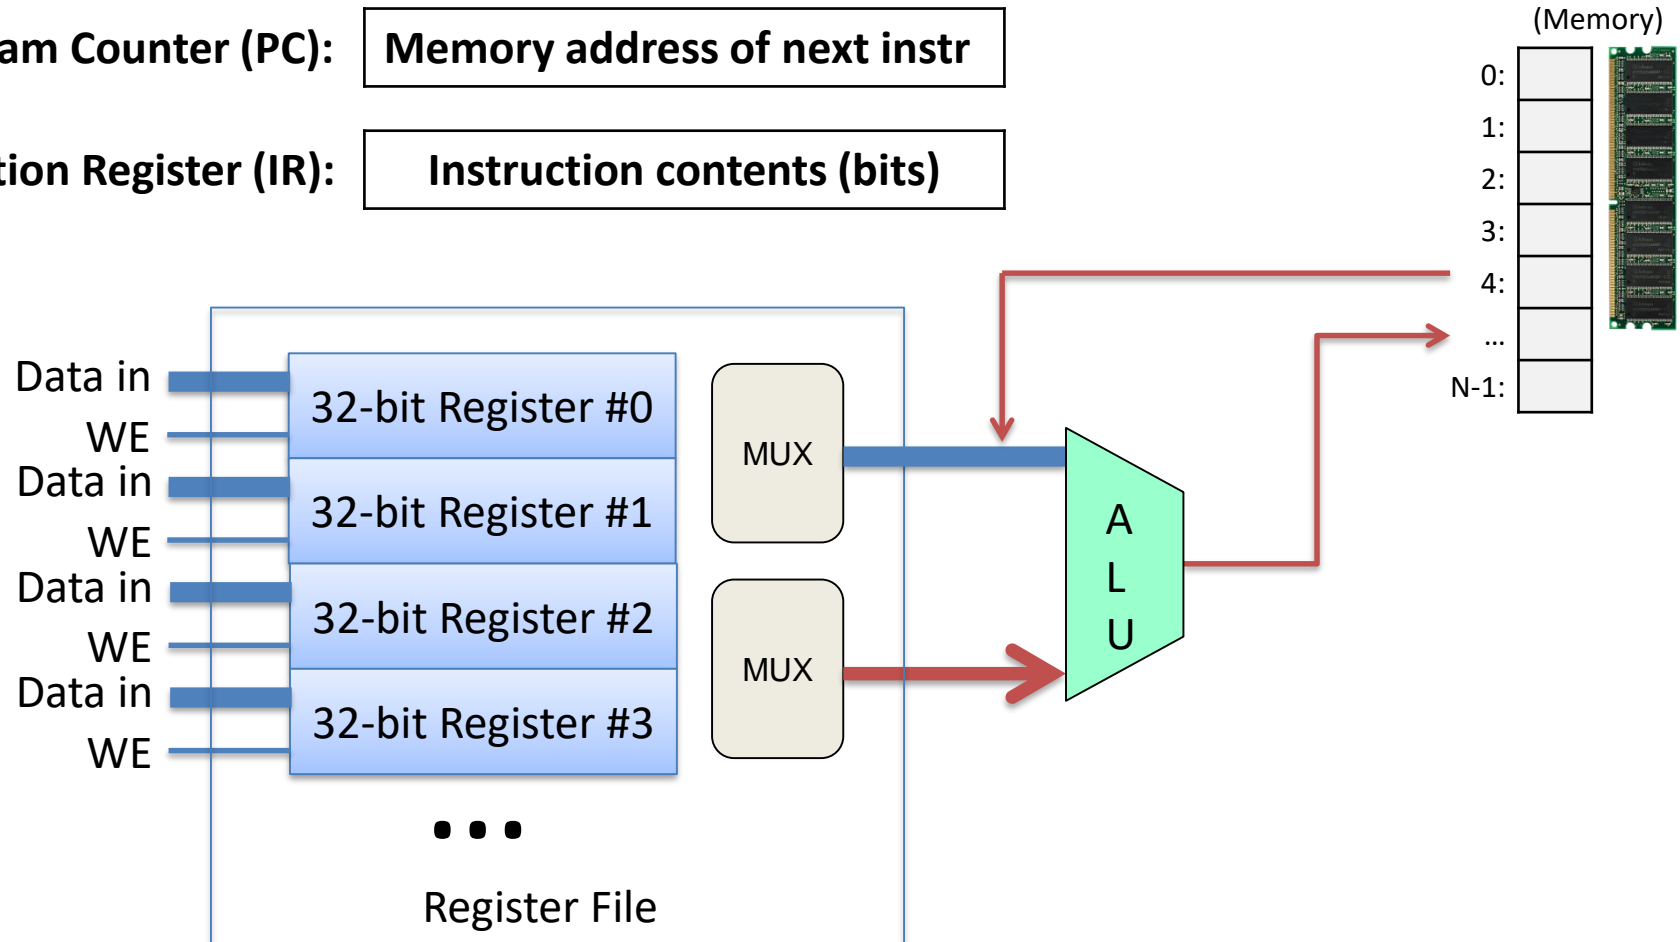 (Memory)
am Counter (PC):
Memory address of next instr
tion Register (IR):
Instruction contents (bits)
0:
1:
2:
3:
4:
...
N-1:
Data in
WE
Data in
WE
Data in
WE
Data in
WE
32-bit Register #0
32-bit Register #1
32-bit Register #2
32-bit Register #3
MUX
MUX
A
L
U
...
Register File